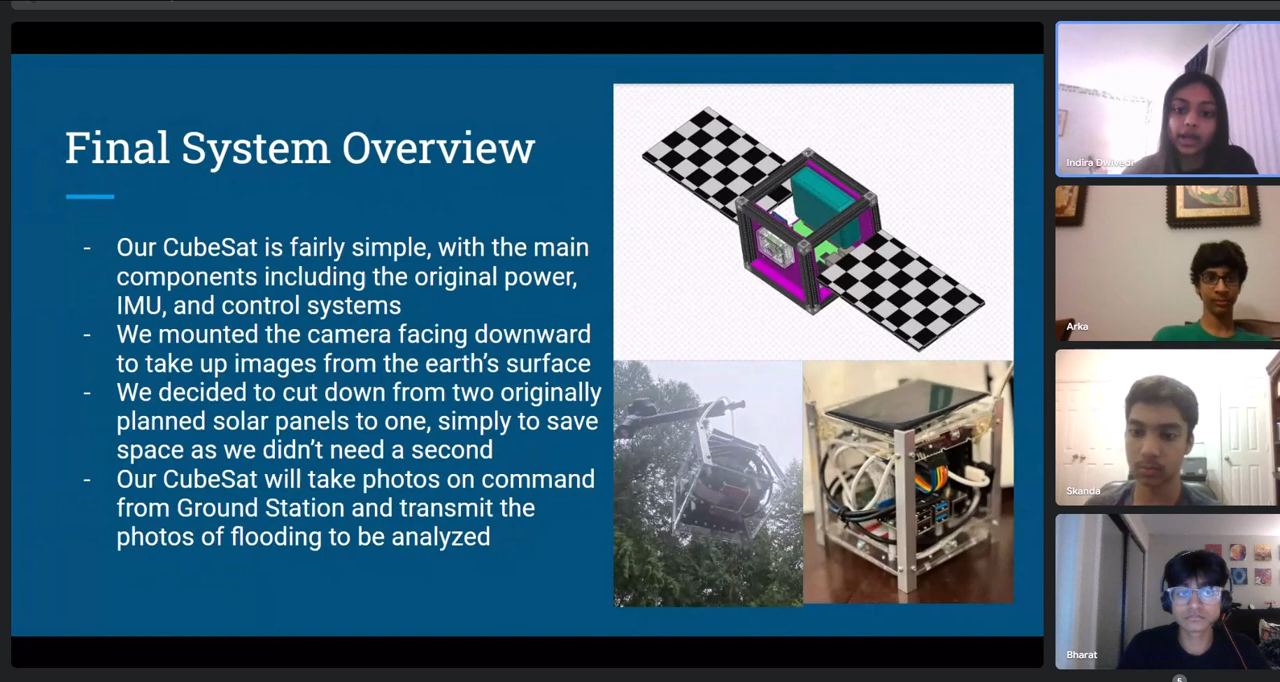 Final System Overview
- Our CubeSat is fairly simple, with the main
components including the original power,
IMU, and control systems
- We mounted the camera facing downward
to take up images from the earth’s surface
- We decided to cut down from two originally
planned solar panels to one, simply to save
space as we didn’t need a second
- Our CubeSat will take photos on command
from Ground Station and transmit the
photos of flooding to be analyzed
Indira Dwivedi
Arka
Skanda
Bharat
5